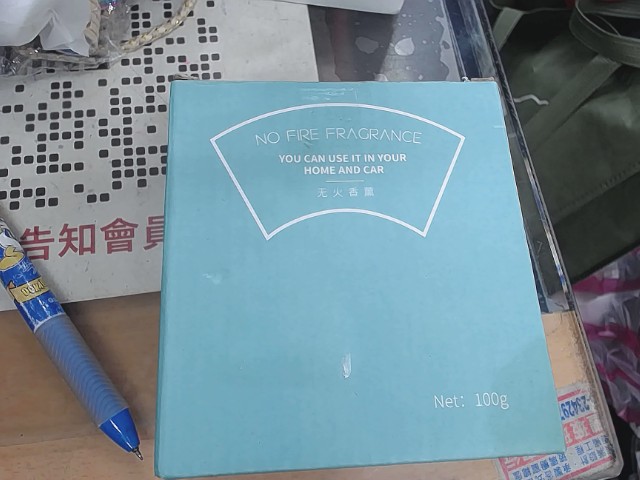 NO FIRE FRAGRANCE
YOU CAN USE IT IN YOUR
HOME AND CAR
无火香薰
Net: 100g
告知會員